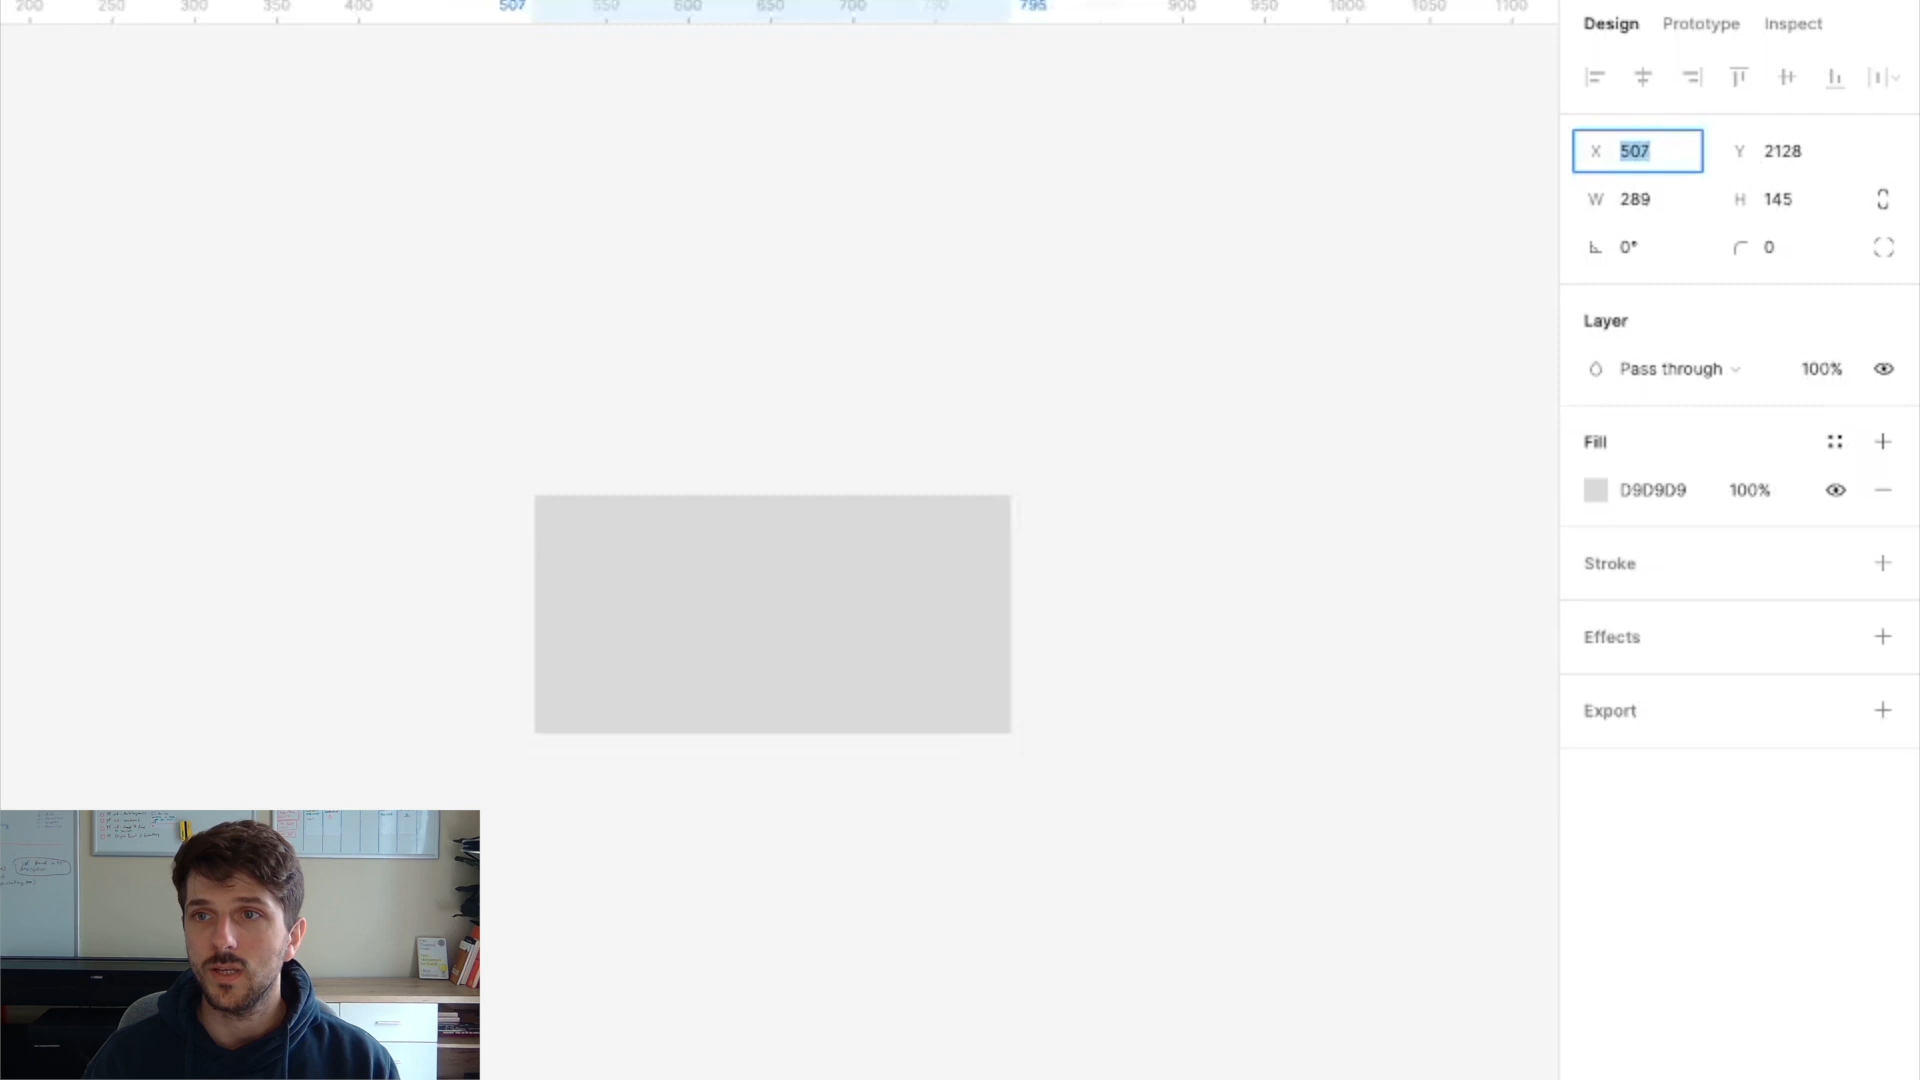 200 250 300 350 400 507 550 600 650 700 750 795 900 950 1000 1050 1100
Design Prototype Inspect
X 507 Y 2128
W 289 H 145
0° 0
Layer
Pass through 100%
Fill
D9D9D9 100%
Stroke
Effects
Export